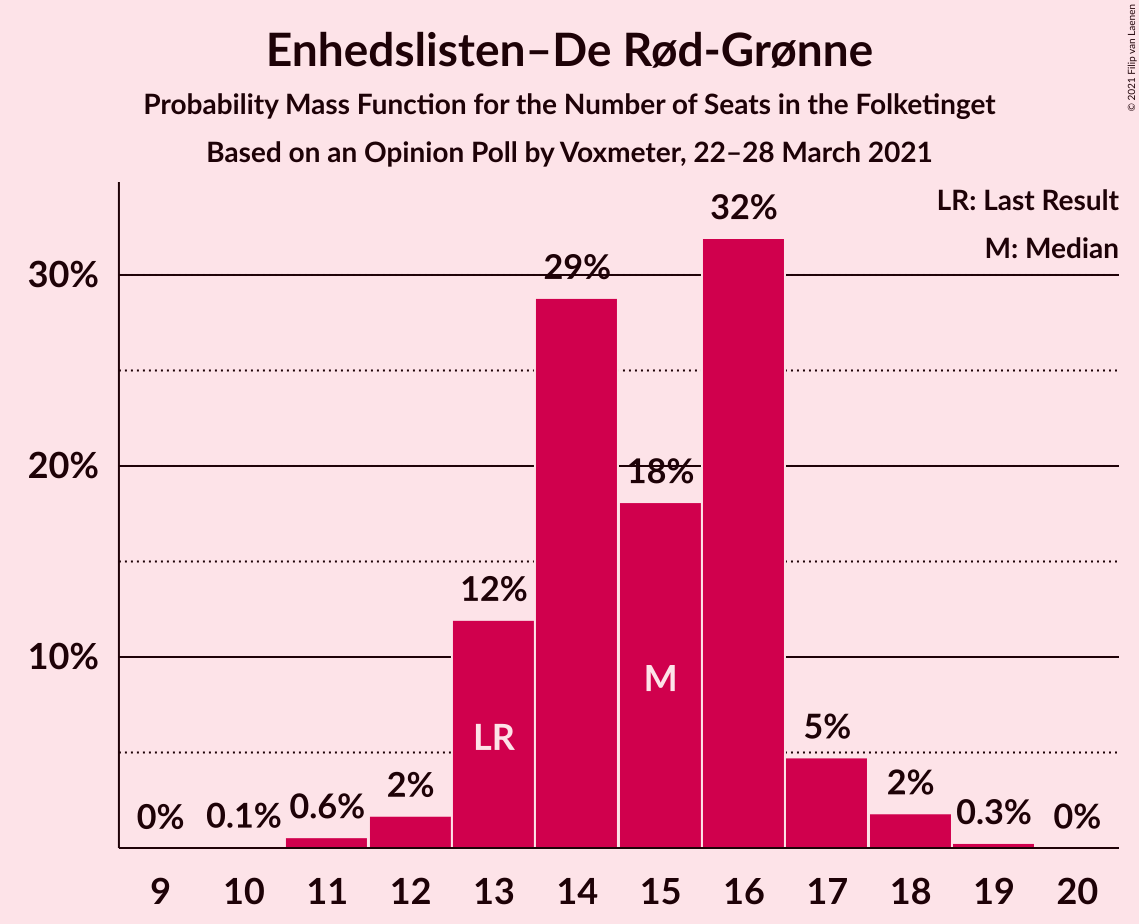 Enhedslisten–De Rød-Grønne
Probability Mass Function for the Number of Seats in the Folketinget
Based on an Opinion Poll by Voxmeter, 22–28 March 2021
© 2021 Filip van Laenen
LR: Last Result
M: Median
32%
30%
29%
20%
18%
12%
10%
M
LR
5%
2%
2%
0%
0.1%
0.6%
0.3%
0%
9 10 11 12 13 14 15 16 17 18 19 20